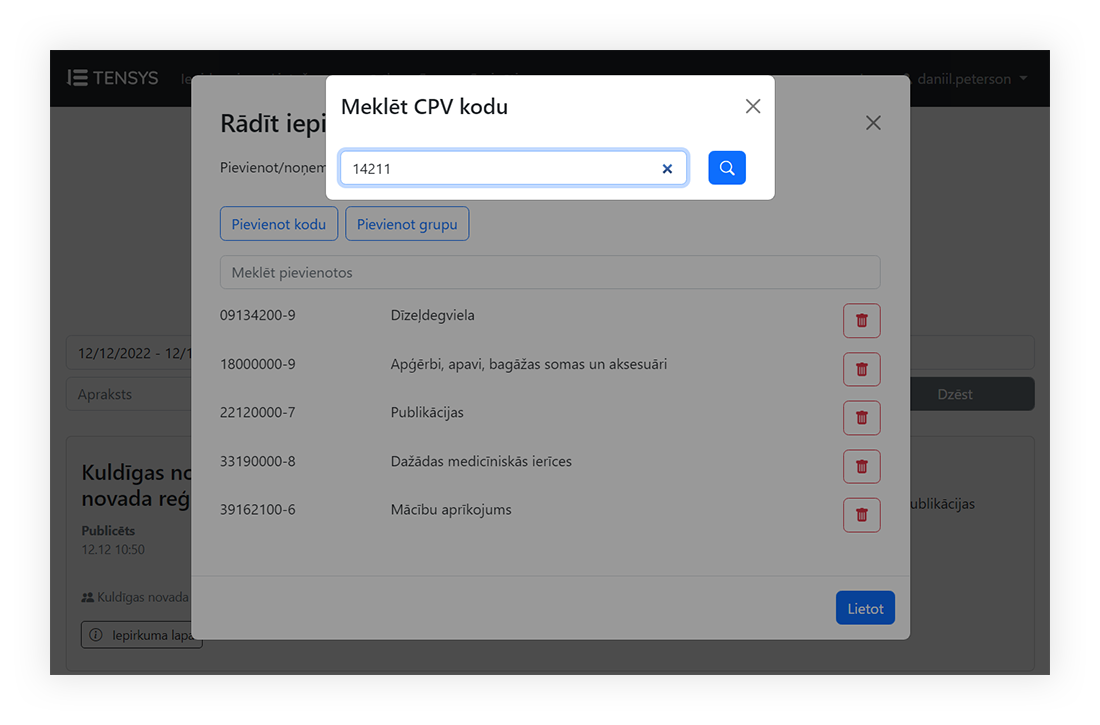 TENSYS
daniil.peterson
Meklēt CPV kodu
14211
Rādīt iepi
Pievienot/noņem
Pievienot kodu
Pievienot grupu
Meklēt pievienotos
09134200-9 Dīzeļdegviela
18000000-9 Apģērbi, apavi, bagāžas somas un aksesuāri
22120000-7 Publikācijas
33190000-8 Dažādas medicīniskās ierīces
39162100-6 Mācību aprīkojums
Lietot
12/12/2022 - 12/1
Apraksts
Dzēst
Kuldīgas no
novada reģ
Publicēts
12.12 10:50
Kuldīgas novada
Iepirkuma lapa
ublikācijas